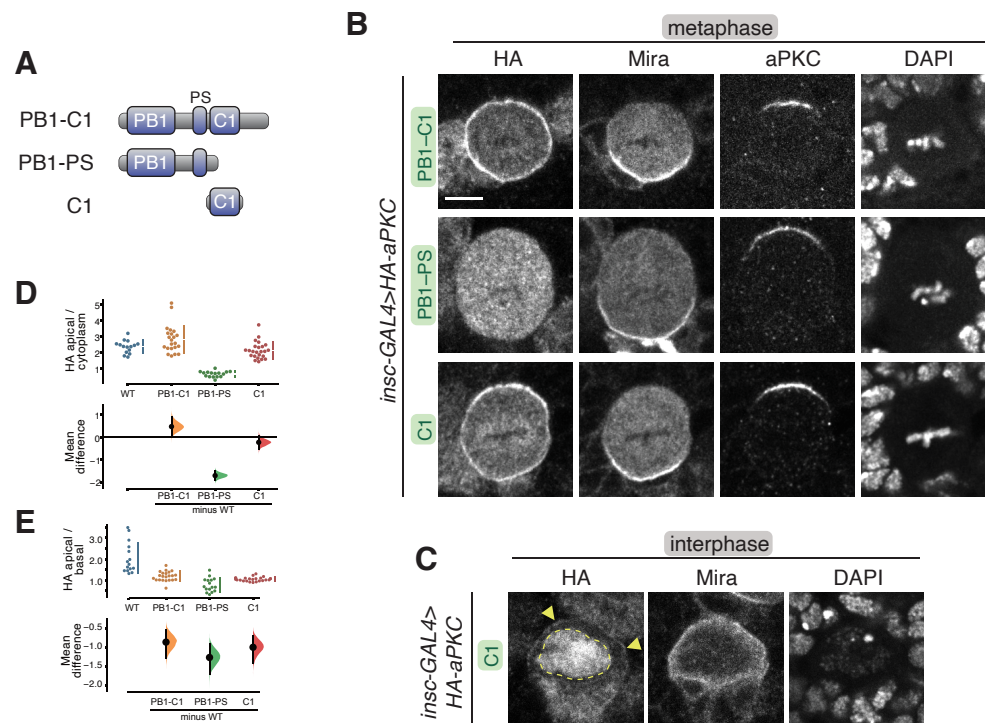 A
PS
PB1-C1
PB1
C1
PB1-PS
PB1
C1
C1
B
metaphase
HA
Mira
aPKC
DAPI
insc-GAL4>HA-aPKC
PB1–C1
PB1–PS
C1
D
HA apical /
cytoplasm
5
4
3
2
1
WT
PB1-C1
PB1-PS
C1
Mean
difference
1
0
−1
−2
PB1-C1
PB1-PS
C1
minus WT
E
HA apical /
basal
3.0
2.0
1.0
WT
PB1-C1
PB1-PS
C1
Mean
difference
−0.5
−1.0
−1.5
−2.0
PB1-C1
PB1-PS
C1
minus WT
C
interphase
HA
Mira
DAPI
insc-GAL4>
HA-aPKC
C1